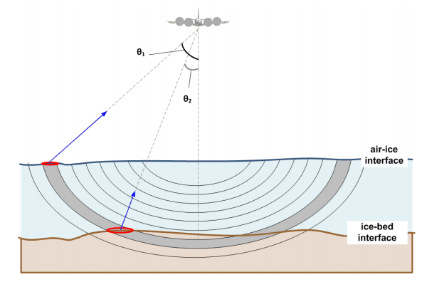 θ₁
θ₂
air-ice
interface
ice-bed
interface